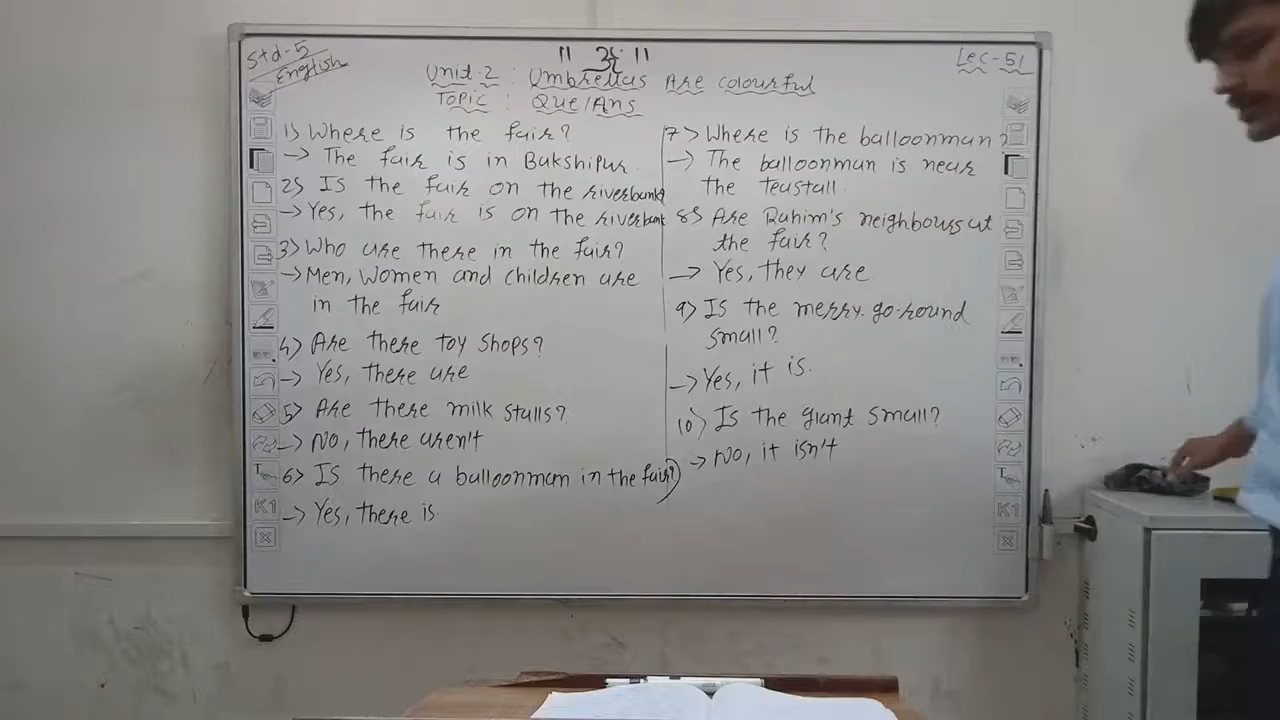 Std-5
English
Lec-51
Unit-2 : Umbrellas Are colourful
Topic : Que/Ans
1) Where is the fair?
→ The fair is in Bakshipur.
2) Is the fair on the riverbank?
→ Yes, the fair is on the riverbank
3) Who are there in the fair?
→ Men, Women and children are
in the fair
4) Are there toy shops?
→ Yes, there are
5) Are there milk stalls?
→ No, there aren't
6) Is there a balloonman in the fair?
→ Yes, there is.
7) Where is the balloonman?
→ The balloonman is near
the teastall.
8) Are Rahim's neighbours at
the fair?
→ Yes, they are.
9) Is the merry-go-round
small?
→ Yes, it is.
10) Is the giant small?
→ No, it isn't
K1
K1